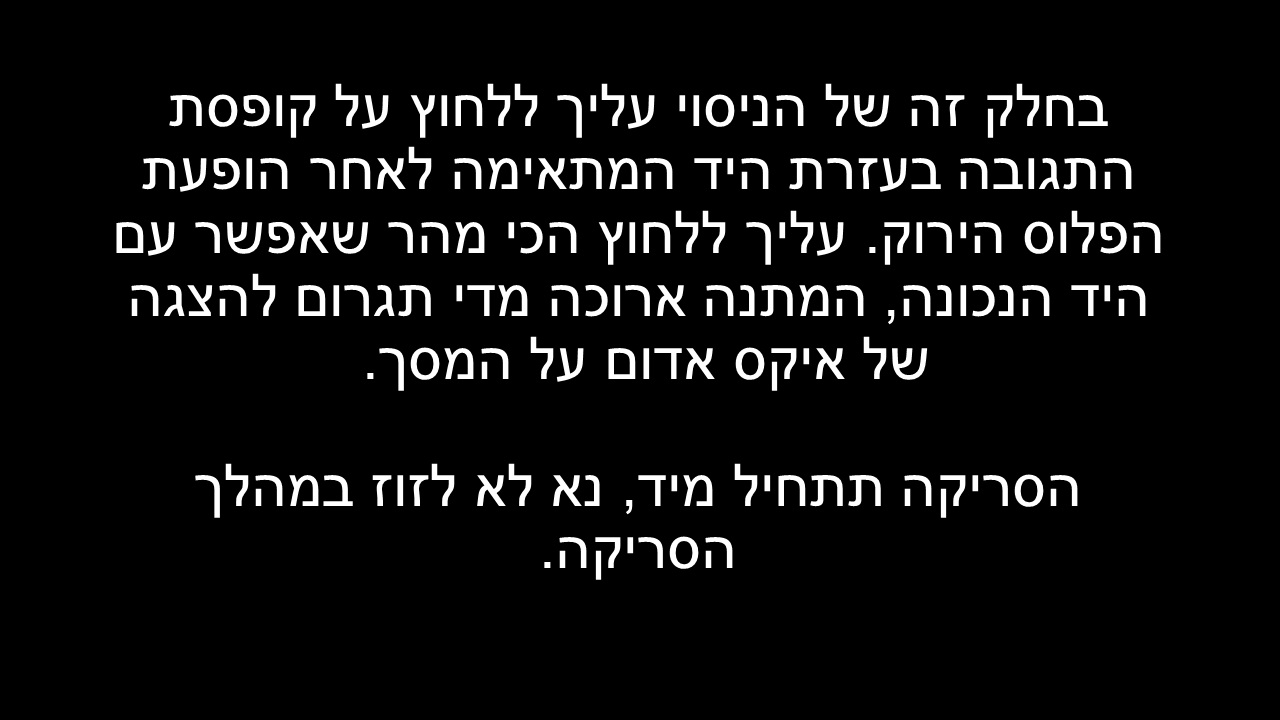 בחלק זה של הניסוי עליך ללחוץ על קופסת
התגובה בעזרת היד המתאימה לאחר הופעת
הפלוס הירוק. עליך ללחוץ הכי מהר שאפשר עם
היד הנכונה, המתנה ארוכה מדי תגרום להצגה
של איקס אדום על המסך.
הסריקה תתחיל מיד, נא לא לזוז במהלך
הסריקה.